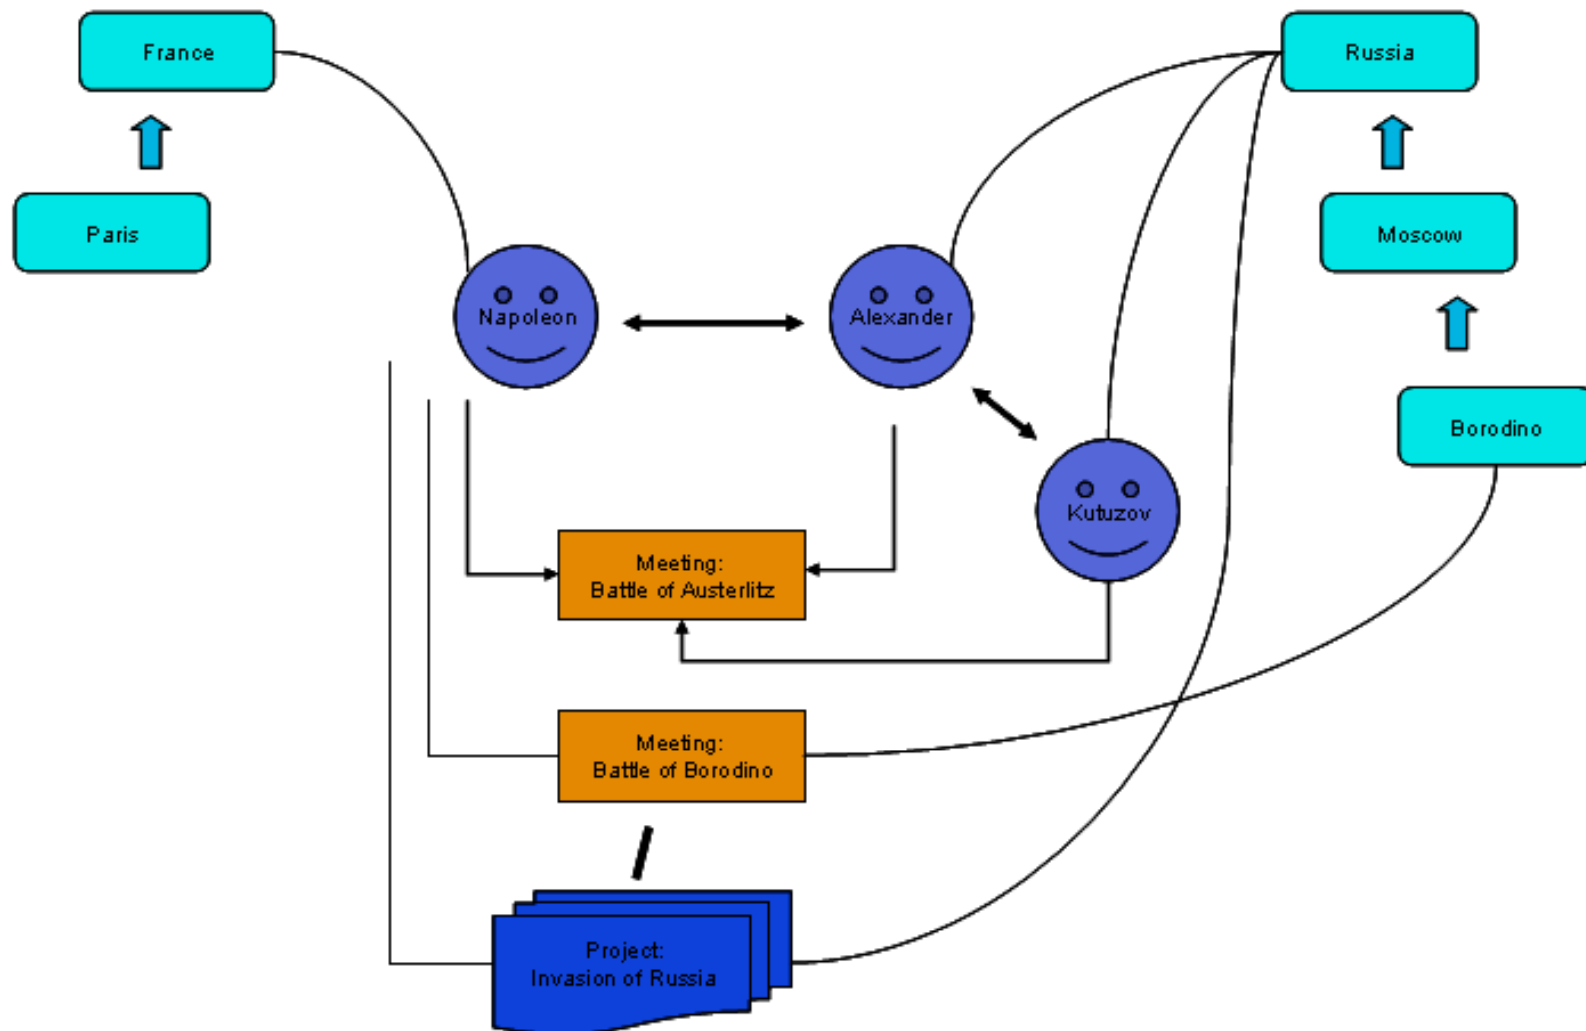 France
Russia
Paris
Moscow
Napoleon
Alexander
Borodino
Kutuzov
Meeting:
Battle of Austerlitz
Meeting:
Battle of Borodino
Project:
Invasion of Russia